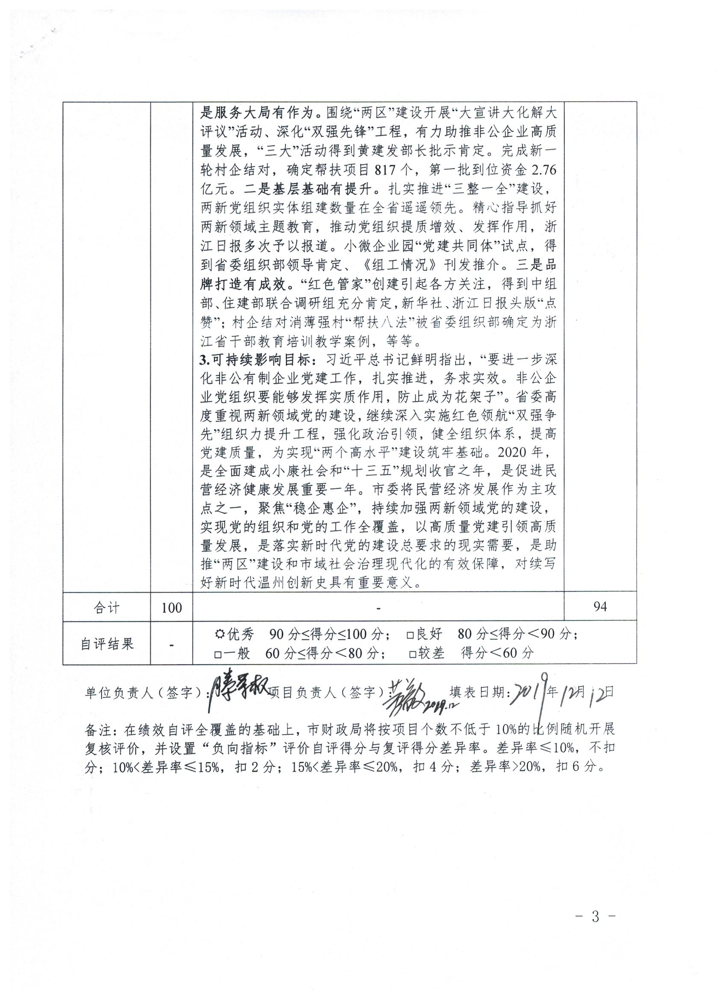 是服务大局有作为。围绕“两区”建设开展“大宣讲大化解大
评议”活动、深化“双强先锋”工程，有力助推非公企业高质
量发展，“三大”活动得到黄建发部长批示肯定。完成新一
轮村企结对，确定帮扶项目 817 个，第一批到位资金 2.76
亿元。二是基层基础有提升。扎实推进“三整一全”建设，
两新党组织实体组建数量在全省遥遥领先。精心指导抓好
两新领域主题教育，推动党组织提质增效、发挥作用，浙
江日报多次予以报道。小微企业园“党建共同体”试点，得
到省委组织部领导肯定、《组工情况》刊发推介。三是品
牌打造有成效。“红色管家”创建引起各方关注，得到中组
部、住建部联合调研组充分肯定，新华社、浙江日报头版“点
赞”；村企结对消薄强村“帮扶八法”被省委组织部确定为浙
江省干部教育培训教学案例，等等。
3.可持续影响目标：习近平总书记鲜明指出，“要进一步深
化非公有制企业党建工作，扎实推进，务求实效。非公企
业党组织要能够发挥实质作用，防止成为花架子”。省委高
度重视两新领域党的建设，继续深入实施红色领航“双强争
先”组织力提升工程，强化政治引领，健全组织体系，提高
党建质量，为实现“两个高水平”建设筑牢基础。2020 年，
是全面建成小康社会和“十三五”规划收官之年，是促进民
营经济健康发展重要一年。市委将民营经济发展作为主攻
点之一，聚焦“稳企惠企”，持续加强两新领域党的建设，
实现党的组织和党的工作全覆盖，以高质量党建引领高质
量发展，是落实新时代党的建设总要求的现实需要，是助
推“两区”建设和市域社会治理现代化的有效保障，对续写
好新时代温州创新史具有重要意义。
合计 100 - 94
自评结果 - ☼优秀 90 分≤得分≤100 分； □良好 80 分≤得分＜90 分；
□一般 60 分≤得分＜80 分； □较差 得分＜60 分
单位负责人（签字）： 项目负责人（签字）： 2019.12 填表日期：2019年12月12日
备注：在绩效自评全覆盖的基础上，市财政局将按项目个数不低于 10%的比例随机开展
复核评价，并设置“负向指标”评价自评得分与复评得分差异率。差异率≤10%，不扣
分；10%<差异率≤15%，扣 2 分；15%<差异率≤20%，扣 4 分；差异率>20%，扣 6 分。
- 3 -